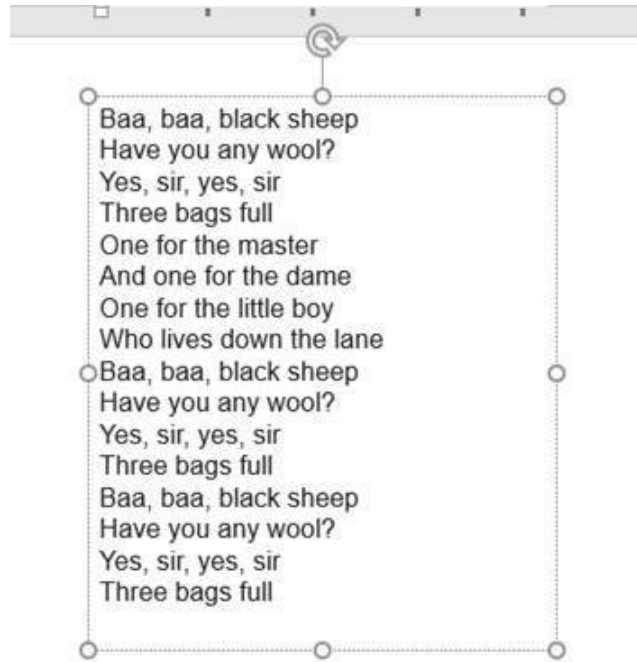 Baa, baa, black sheep
Have you any wool?
Yes, sir, yes, sir
Three bags full
One for the master
And one for the dame
One for the little boy
Who lives down the lane
Baa, baa, black sheep
Have you any wool?
Yes, sir, yes, sir
Three bags full
Baa, baa, black sheep
Have you any wool?
Yes, sir, yes, sir
Three bags full